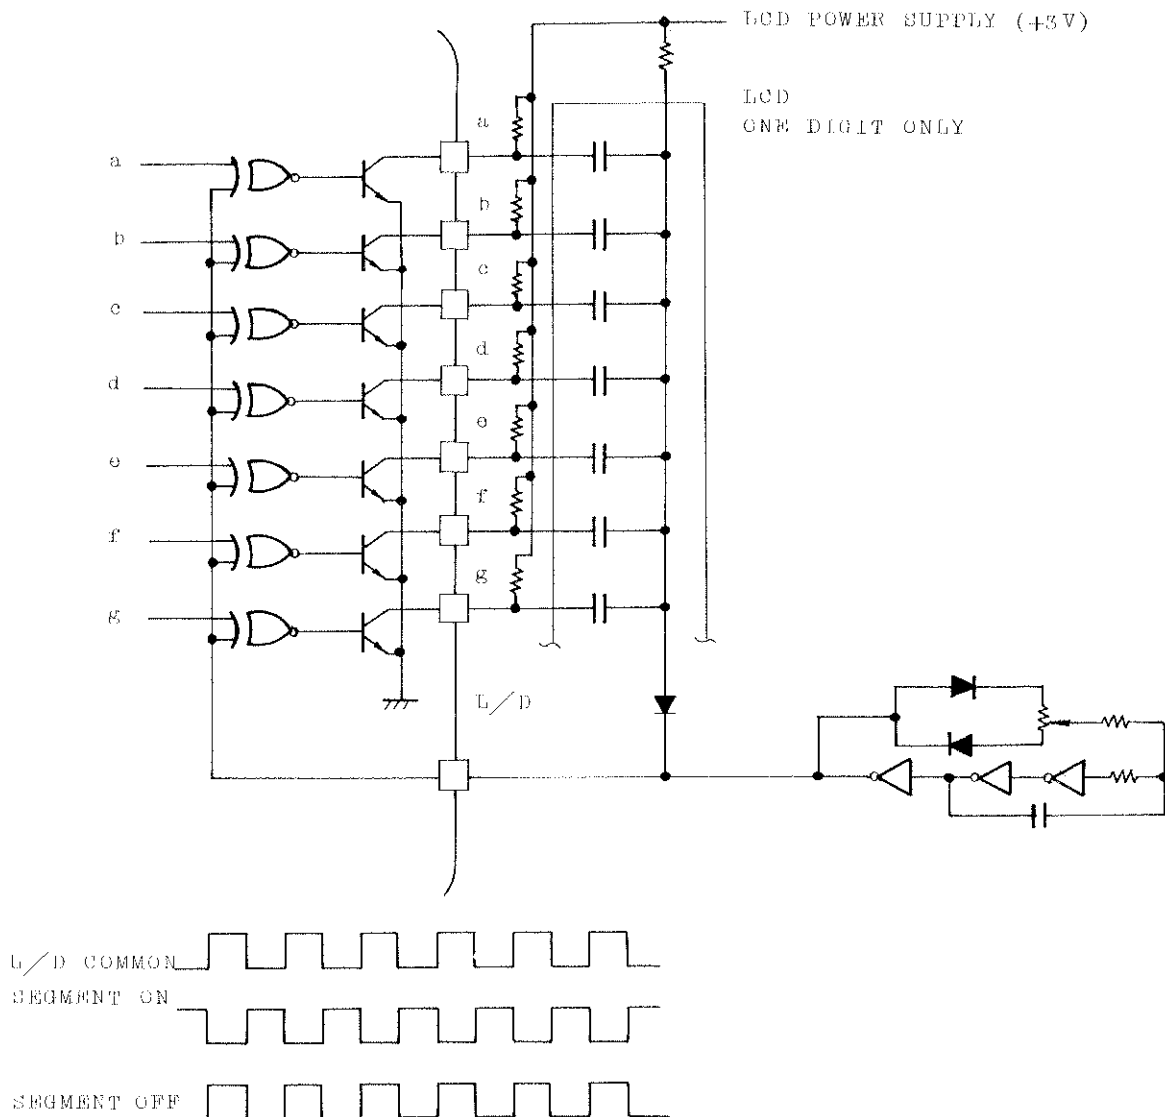 LCD POWER SUPPLY (+3V)
LCD
ONE DIGIT ONLY
a
a
b
b
c
c
d
d
e
e
f
f
g
g
L/D
L/D COMMON
SEGMENT ON
SEGMENT OFF